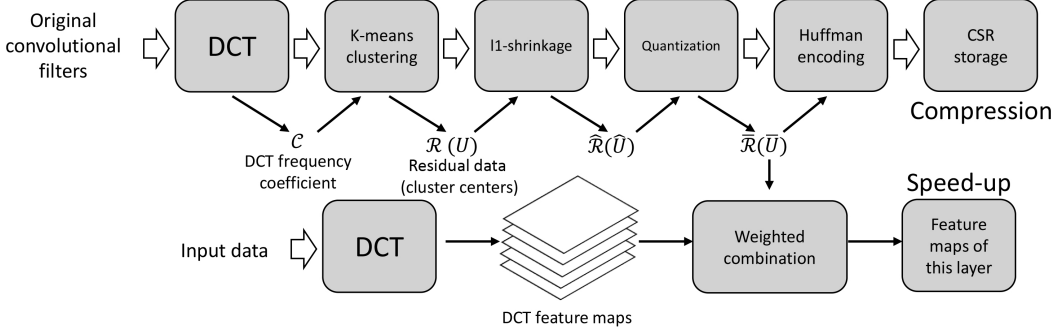 Original
convolutional
filters
DCT
K-means
clustering
l1-shrinkage
Quantization
Huffman
encoding
CSR
storage
Compression
𝒞
DCT frequency
coefficient
ℛ (U)
Residual data
(cluster centers)
ℛ̂(Û)
ℛ̅(U̅)
Speed-up
Input data
DCT
DCT feature maps
Weighted
combination
Feature
maps of
this layer